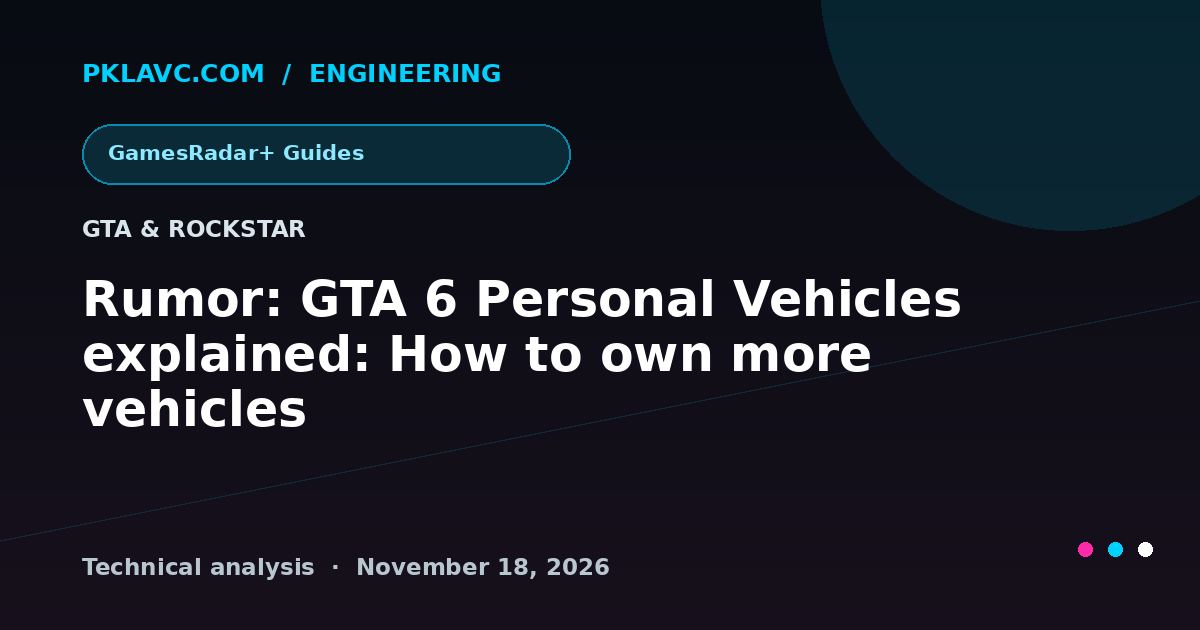 PKLAVC.COM / ENGINEERING
GamesRadar+ Guides
GTA & ROCKSTAR
Rumor: GTA 6 Personal Vehicles
explained: How to own more
vehicles
Technical analysis · November 18, 2026